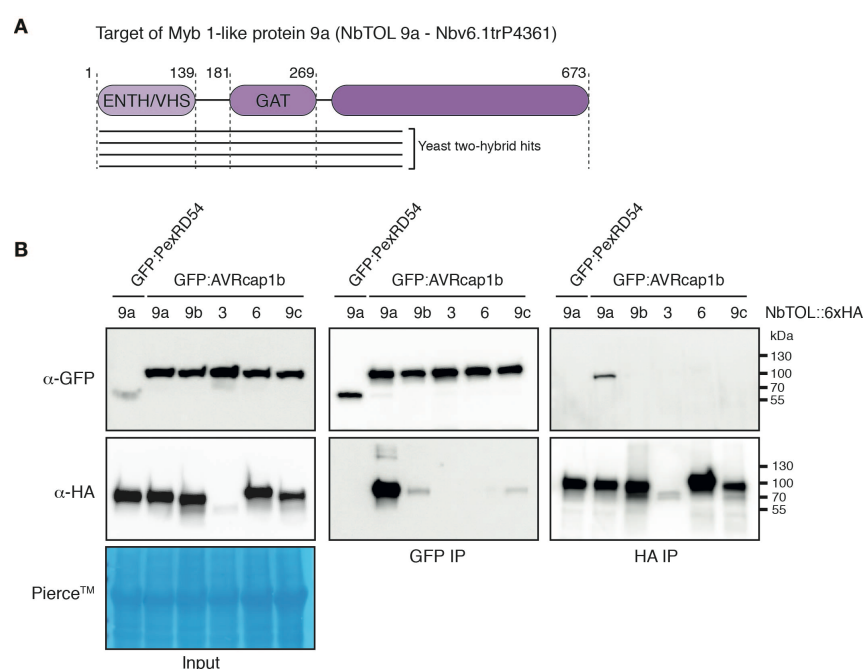 A
Target of Myb 1-like protein 9a (NbTOL 9a - Nbv6.1trP4361)
1 139 181 269 673
ENTH/VHS GAT
Yeast two-hybrid hits
B
GFP:PexRD54 GFP:PexRD54 GFP:PexRD54
GFP:AVRcap1b GFP:AVRcap1b GFP:AVRcap1b
9a 9a 9b 3 6 9c 9a 9a 9b 3 6 9c 9a 9a 9b 3 6 9c NbTOL::6xHA
kDa
α-GFP
130
100
70
55
α-HA
130
100
70
55
GFP IP HA IP
Pierce™
Input